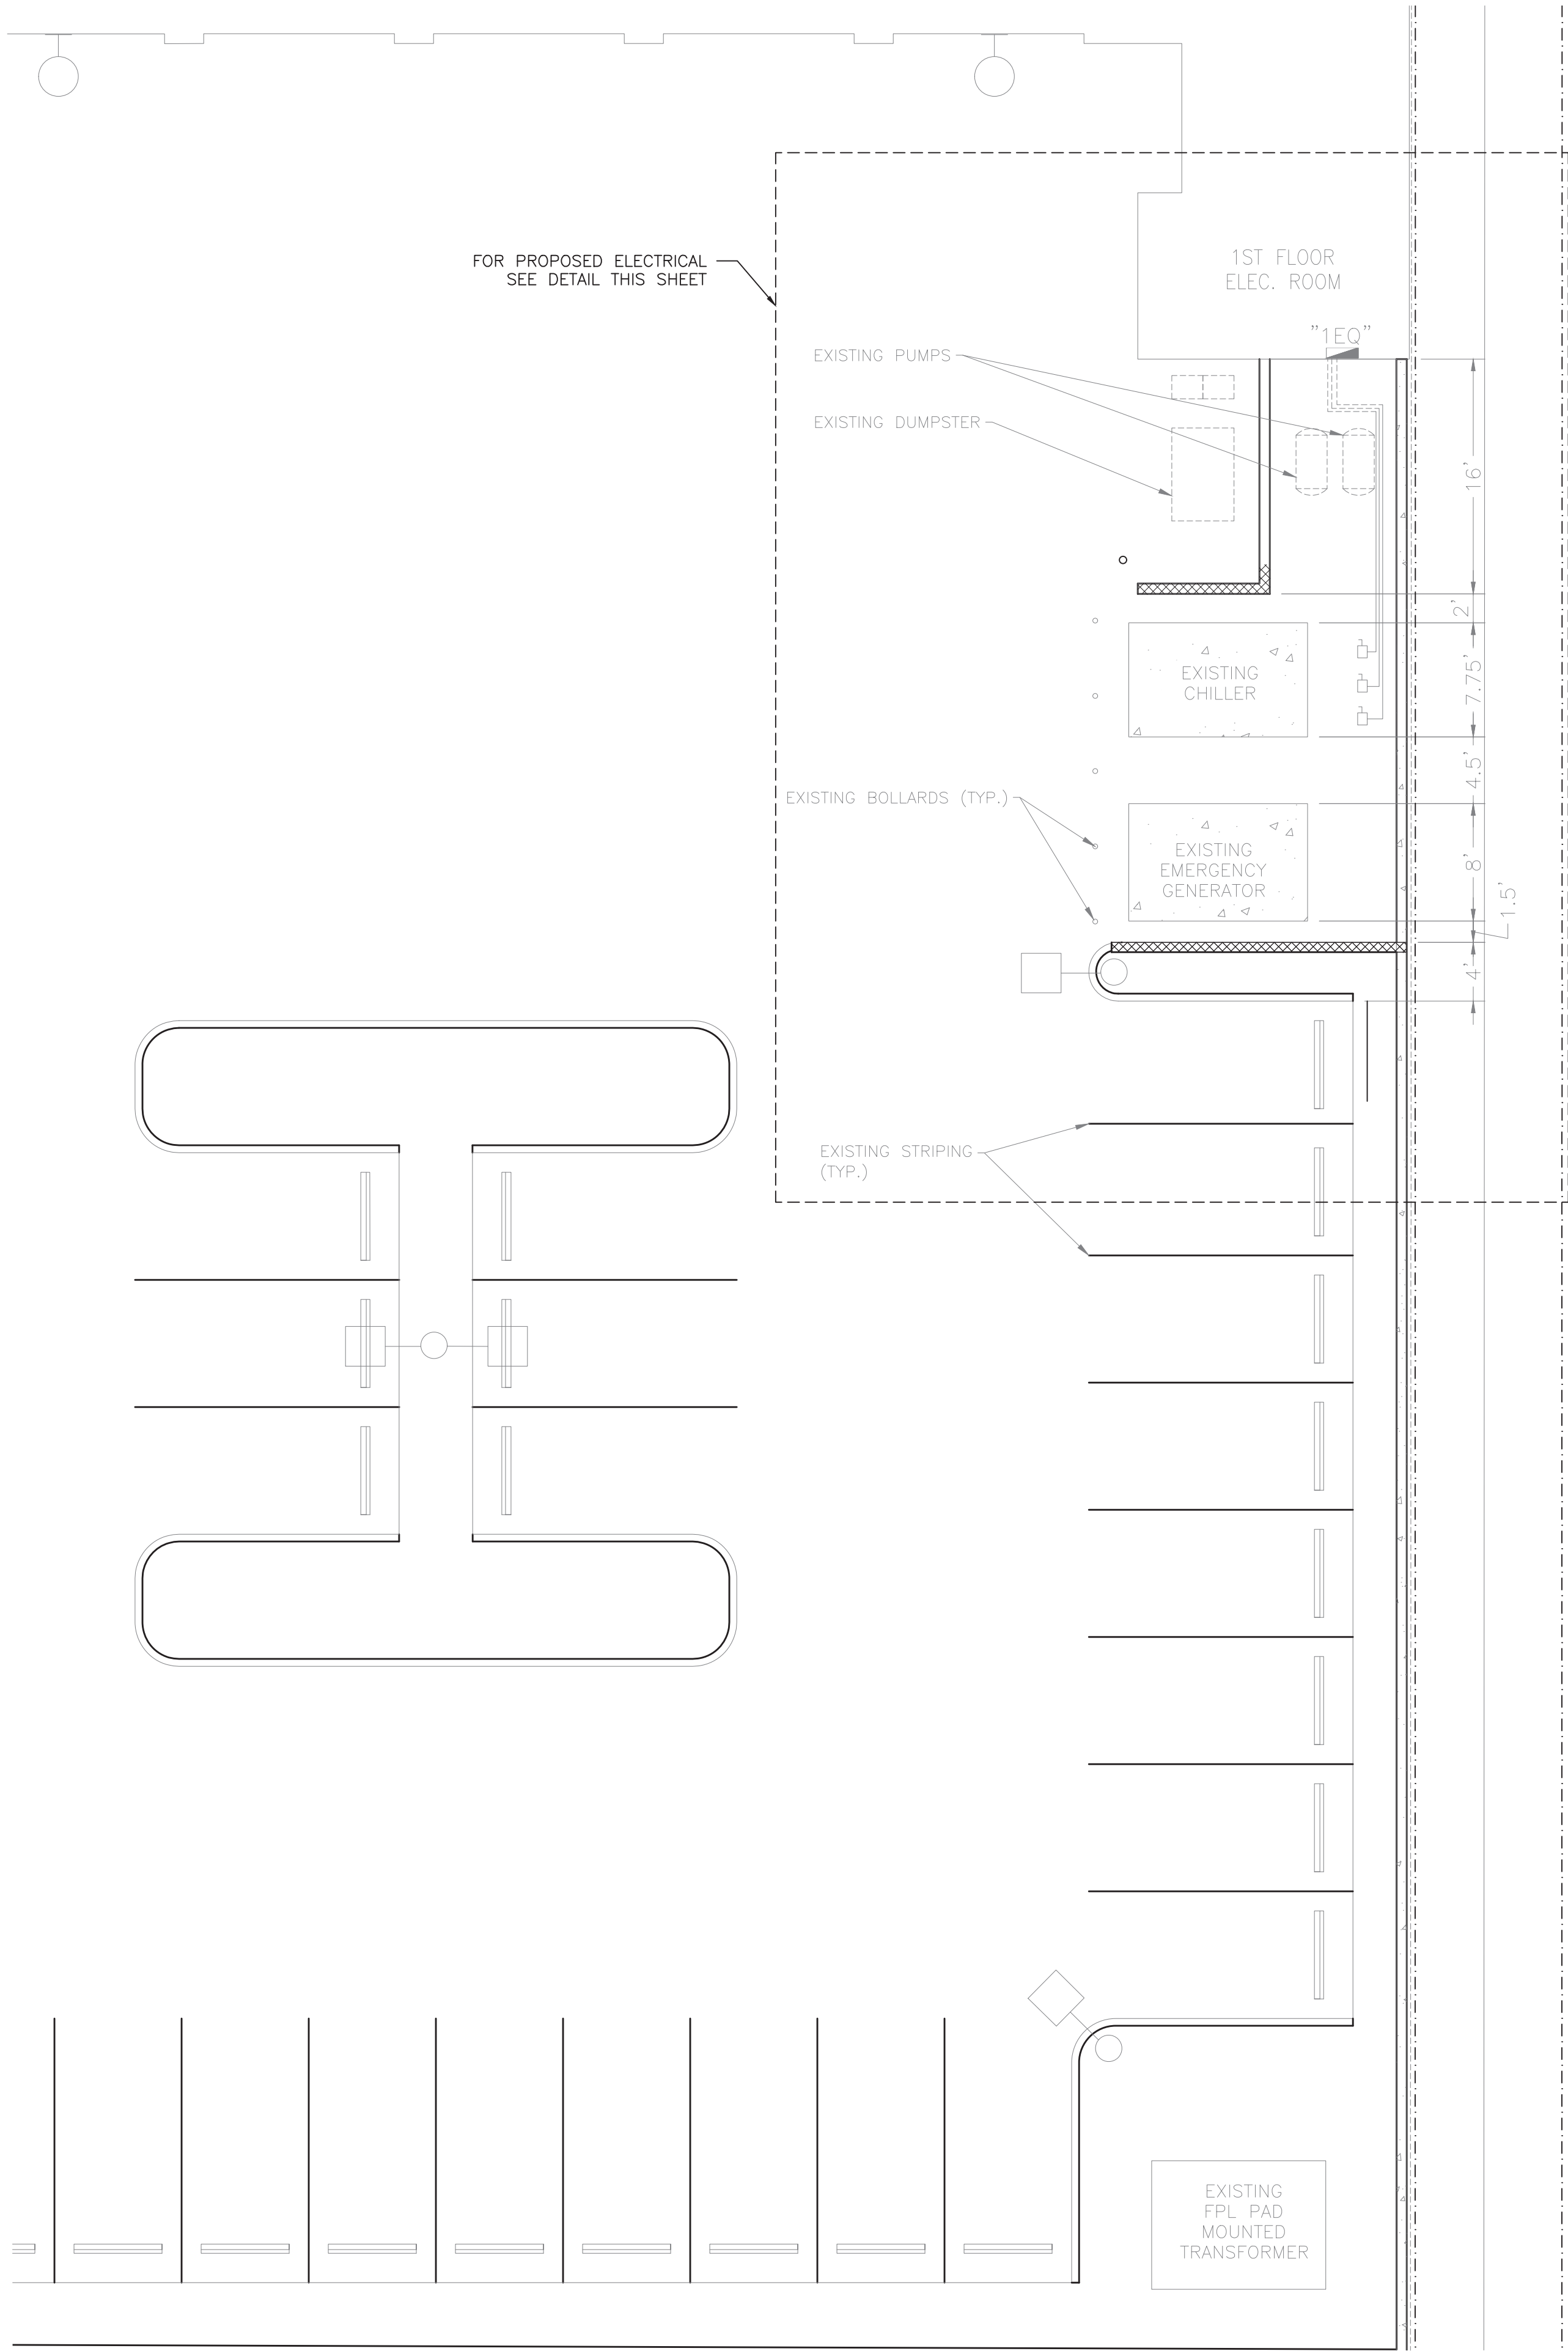 FOR PROPOSED ELECTRICAL
SEE DETAIL THIS SHEET
1ST FLOOR
ELEC. ROOM
"1EQ"
EXISTING PUMPS
EXISTING DUMPSTER
16'
2'
EXISTING
CHILLER
7.75'
4.5'
EXISTING BOLLARDS (TYP.)
EXISTING
EMERGENCY
GENERATOR
8'
1.5'
4'
EXISTING STRIPING
(TYP.)
EXISTING
FPL PAD
MOUNTED
TRANSFORMER